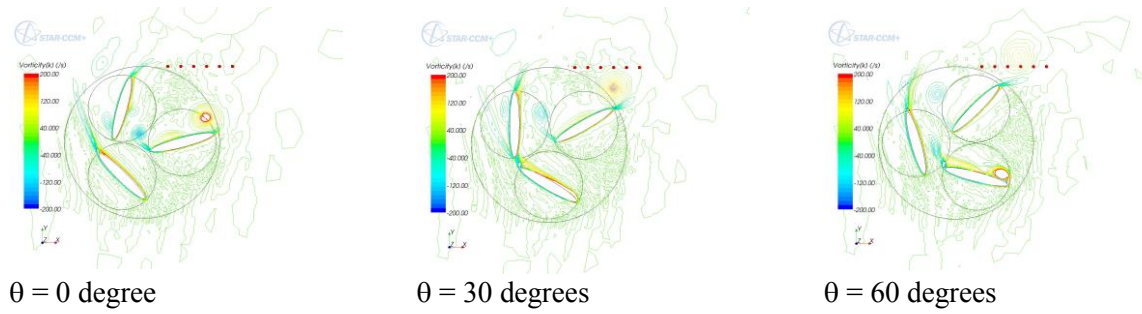 STAR-CCM+
Vorticity(k) (/s)
200.00
120.00
40.000
-40.000
-120.00
-200.00
Y
Z X
θ = 0 degree
STAR-CCM+
Vorticity(k) (/s)
200.00
120.00
40.000
-40.000
-120.00
-200.00
Y
Z X
θ = 30 degrees
STAR-CCM+
Vorticity(k) (/s)
200.00
120.00
40.000
-40.000
-120.00
-200.00
Y
Z X
θ = 60 degrees